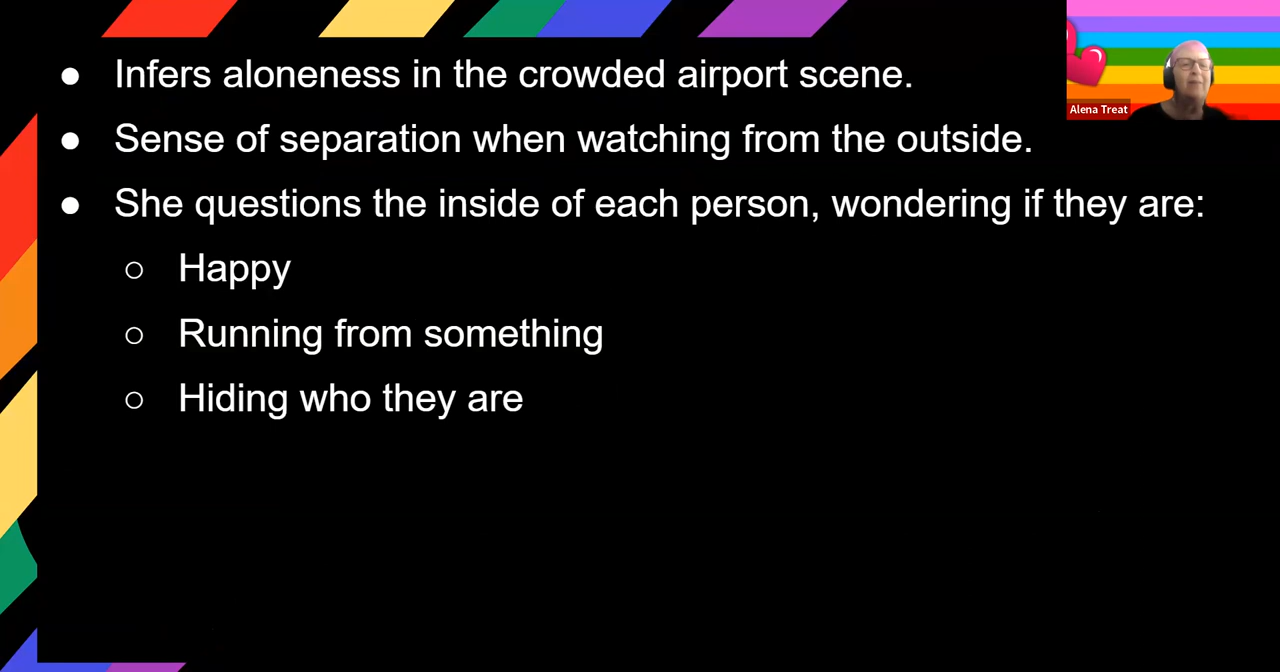 ● Infers aloneness in the crowded airport scene.
● Sense of separation when watching from the outside.
● She questions the inside of each person, wondering if they are:
○ Happy
○ Running from something
○ Hiding who they are
Alena Treat